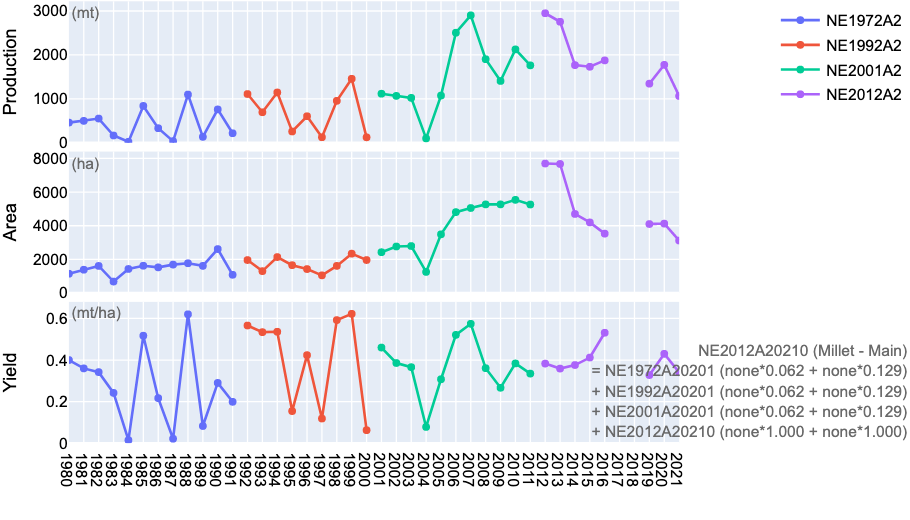 3000 (mt)
2000
1000
0
Production
NE1972A2
NE1992A2
NE2001A2
NE2012A2
8000 (ha)
6000
4000
2000
0
Area
0.6 (mt/ha)
0.4
0.2
0
Yield
NE2012A20210 (Millet - Main)
= NE1972A20201 (none*0.062 + none*0.129)
+ NE1992A20201 (none*0.062 + none*0.129)
+ NE2001A20201 (none*0.062 + none*0.129)
+ NE2012A20210 (none*1.000 + none*1.000)
1980 1981 1982 1983 1984 1985 1986 1987 1988 1989 1990 1991 1992 1993 1994 1995 1996 1997 1998 1999 2000 2001 2002 2003 2004 2005 2006 2007 2008 2009 2010 2011 2012 2013 2014 2015 2016 2018 2019 2020 2021